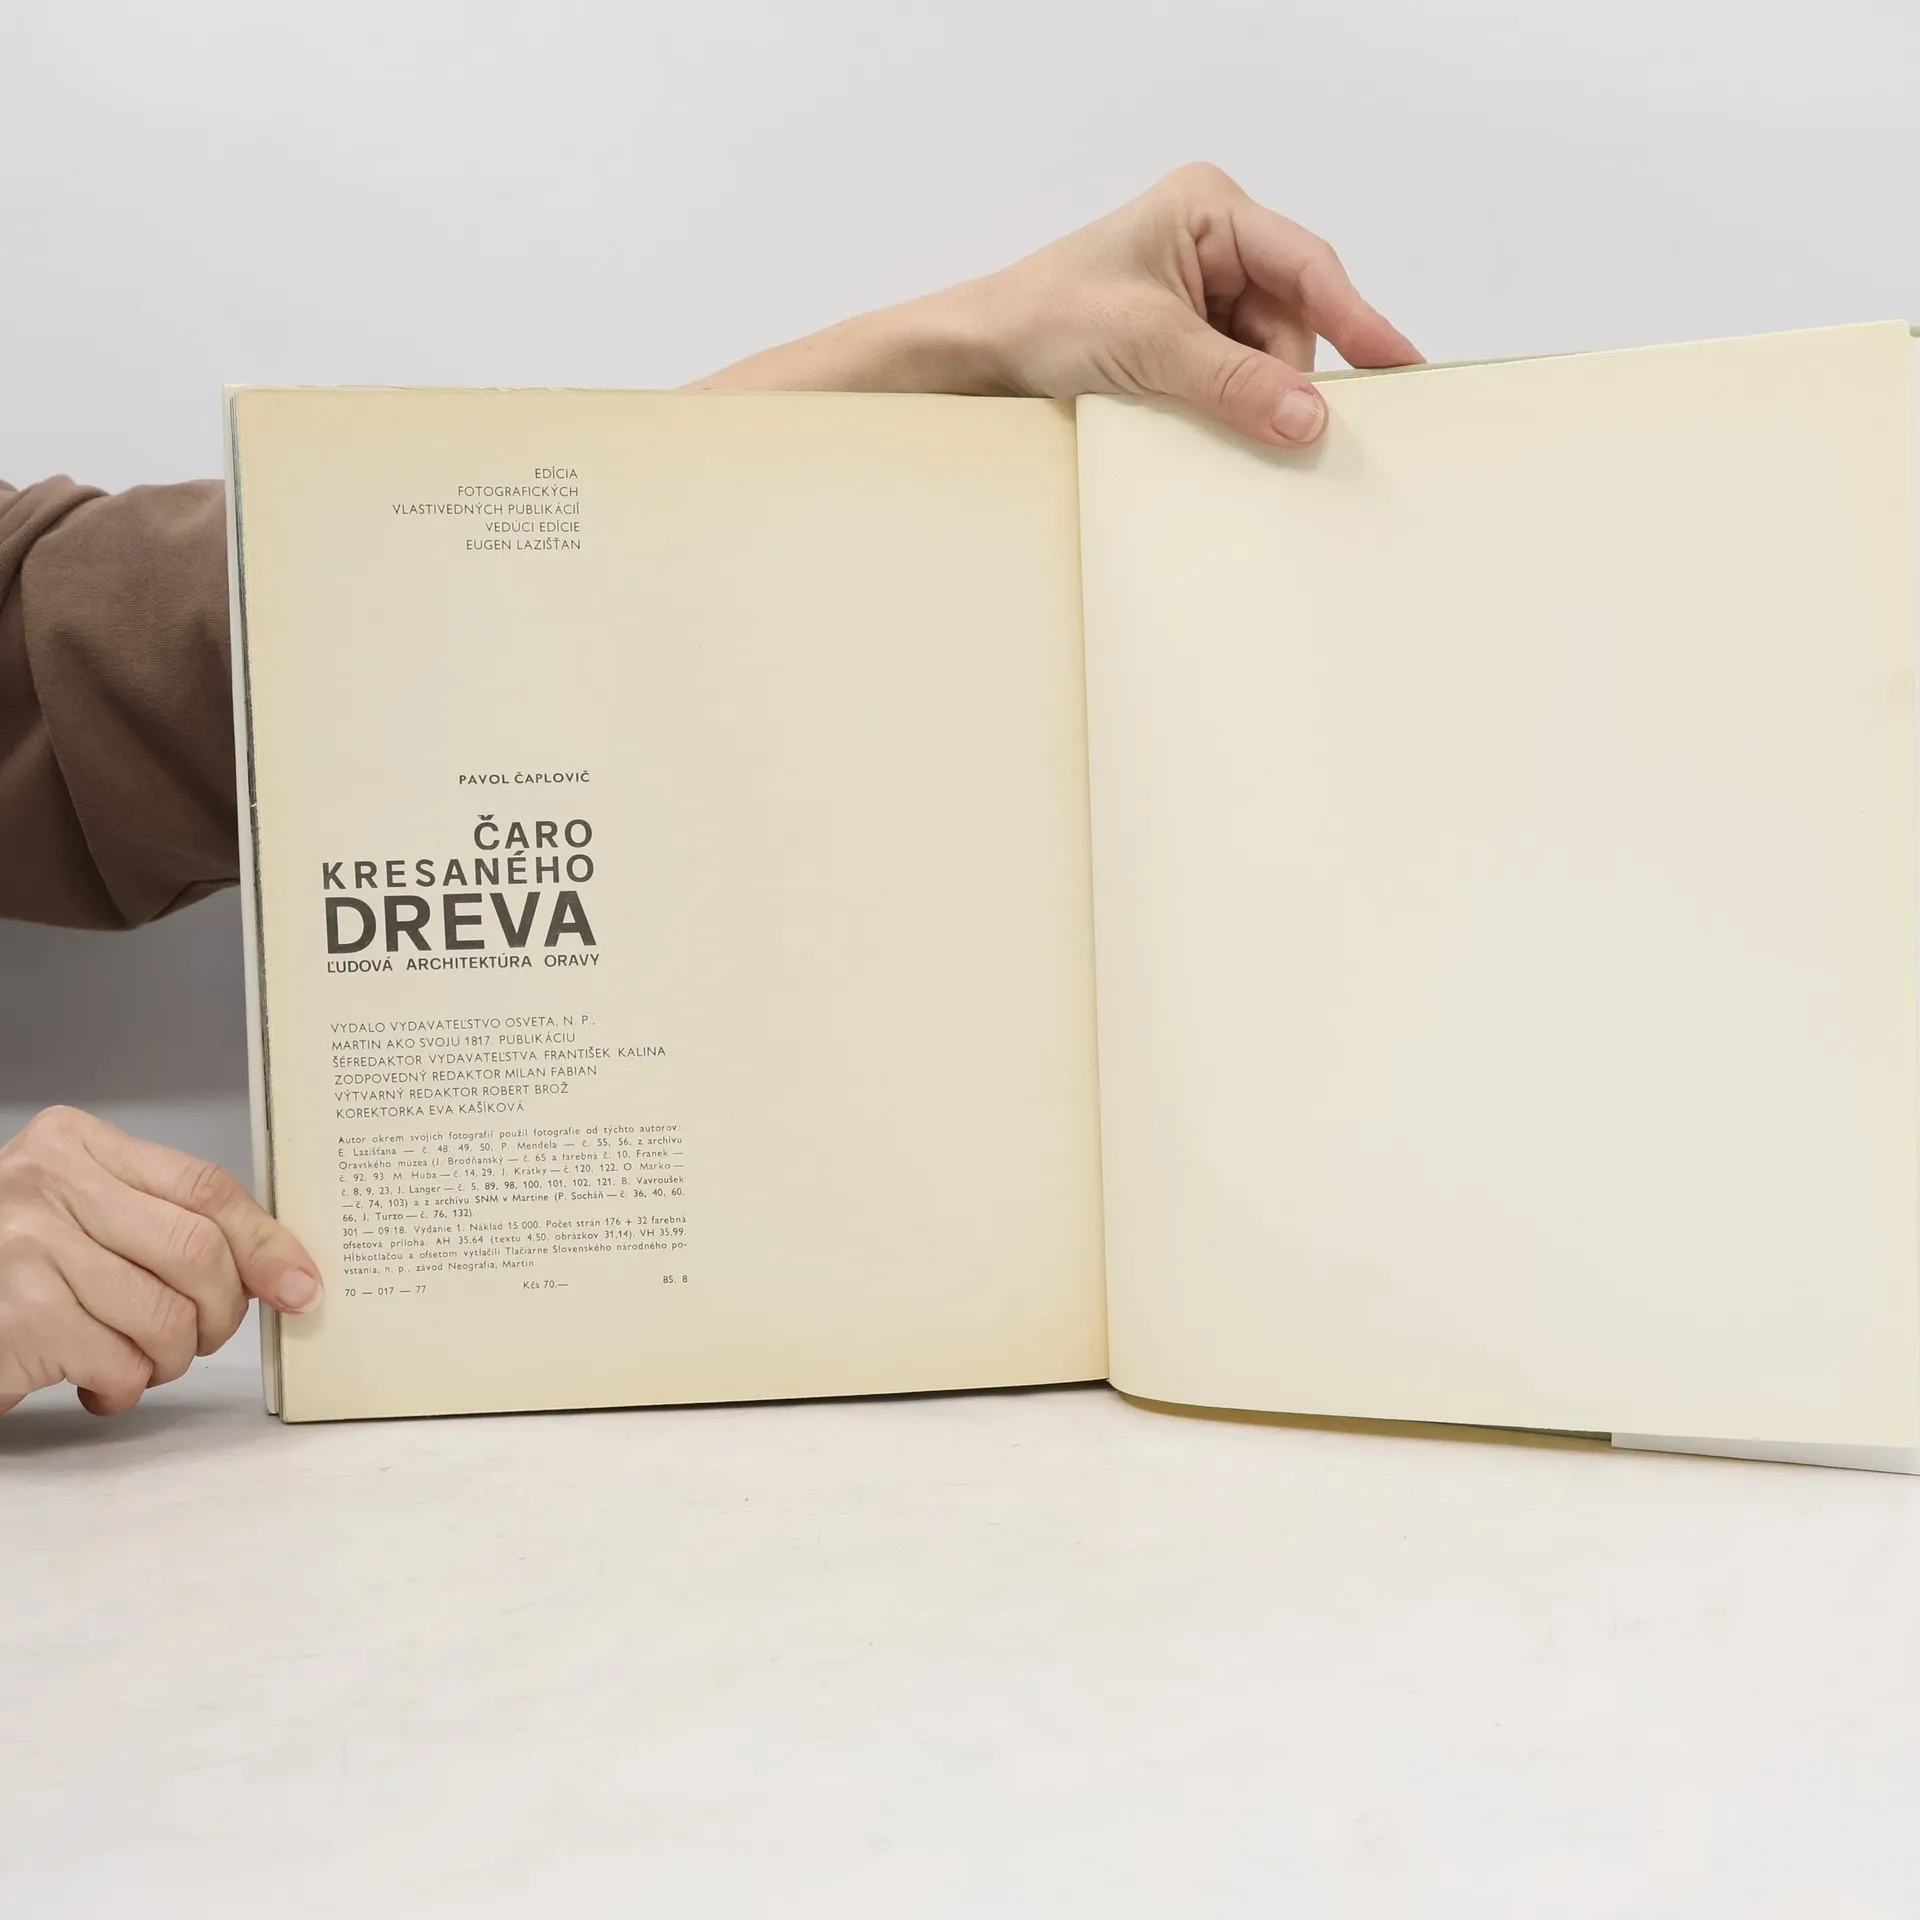 EDÍCIA
FOTOGRAFICKÝCH
VLASTIVEDNÝCH PUBLIKÁCIÍ
VEDÚCI EDÍCIE
EUGEN LAZIŠŤAN
PAVOL ČAPLOVIČ
ČARO
KRESANÉHO
DREVA
ĽUDOVÁ ARCHITEKTÚRA ORAVY
VYDALO VYDAVATEĽSTVO OSVETA, N. P.,
MARTIN AKO SVOJU 1817. PUBLIKÁCIU
ŠÉFREDAKTOR VYDAVATEĽSTVA FRANTIŠEK KALINA
ZODPOVEDNÝ REDAKTOR MILAN FABIAN
VÝTVARNÝ REDAKTOR ROBERT BROŽ
KOREKTORKA EVA KAŠÍKOVÁ
Autor okrem svojich fotografií použil fotografie od týchto autorov:
E. Lazišťana — č. 48, 49, 50, P. Mendela — č. 55, 56, z archívu
Oravského múzea (J. Brodňanský — č. 65 a farebná č. 10, Franek —
č. 92, 93, M. Huba — č. 14, 29, J. Krátky — č. 120, 122, O. Marko —
č. 8, 9, 23, J. Langer — č. 5, 89, 98, 100, 101, 102, 121, B. Vavroušek
— č. 74, 103) a z archívu SNM v Martine (P. Socháň — č. 36, 40, 60,
66, J. Turzo — č. 76, 132).
301 — 09 18. Vydanie 1. Náklad 15 000. Počet strán 176 + 32 farebná
ofsetová príloha. AH 35,64 (textu 4,50, obrázkov 31,14). VH 35,99.
Hĺbkotlačou a ofsetom vytlačili Tlačiarne Slovenského národného po-
vstania, n. p., závod Neografia, Martin
70 — 017 — 77 Kčs 70,— 85. 8